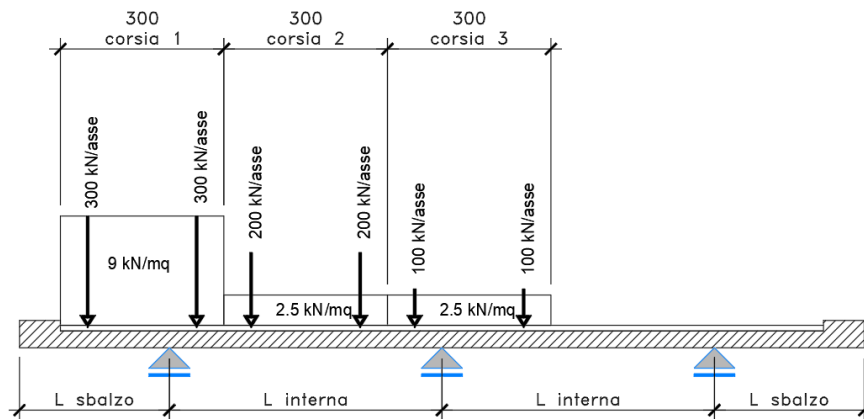 300
corsia 1
300
corsia 2
300
corsia 3
300 kN/asse
300 kN/asse
200 kN/asse
200 kN/asse
100 kN/asse
100 kN/asse
9 kN/mq
2.5 kN/mq
2.5 kN/mq
L sbalzo
L interna
L interna
L sbalzo